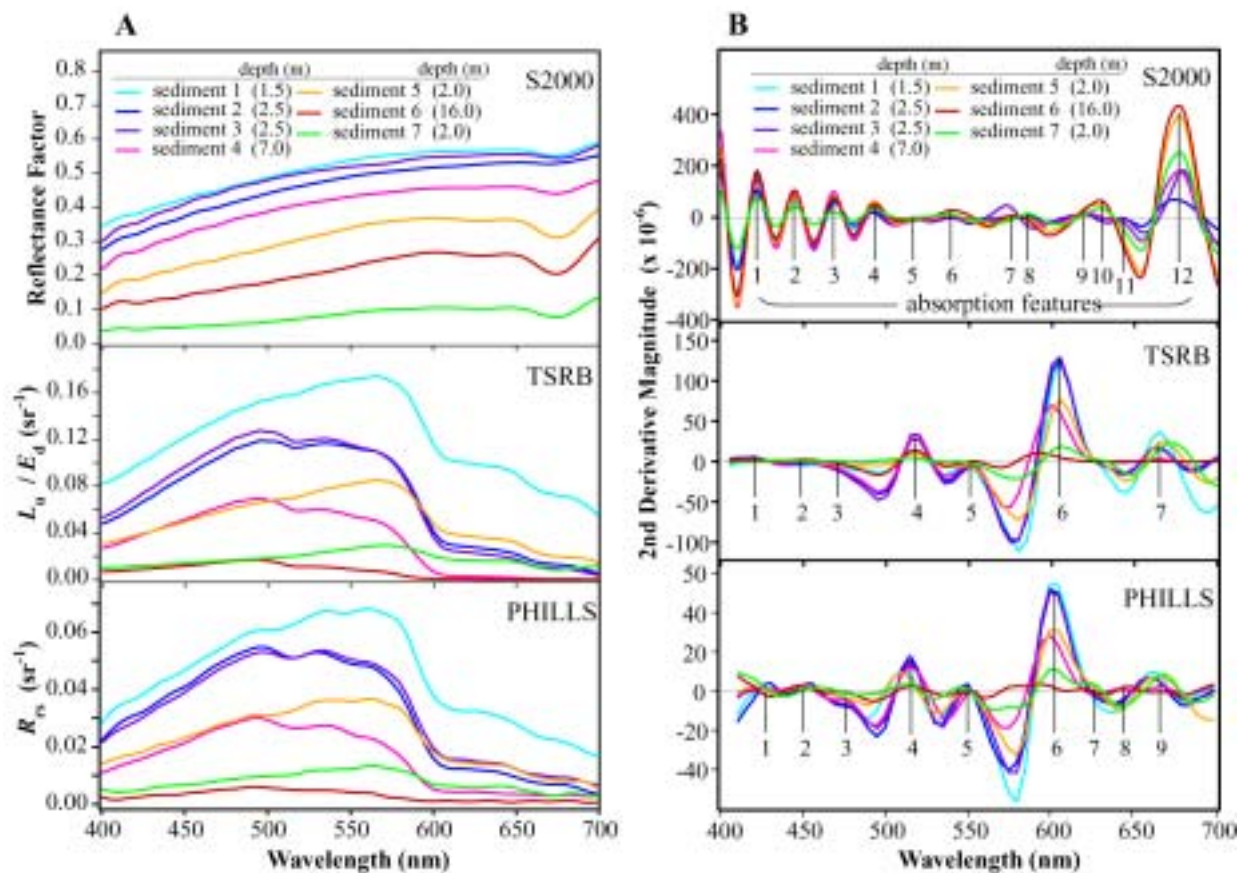 A
B
depth (m) depth (m)
S2000
sediment 1 (1.5) sediment 5 (2.0)
sediment 2 (2.5) sediment 6 (16.0)
sediment 3 (2.5) sediment 7 (2.0)
sediment 4 (7.0)
Reflectance Factor
0.8
0.7
0.6
0.5
0.4
0.3
0.2
0.1
0.0
TSRB
Lu / Ed (sr-1)
0.16
0.12
0.08
0.04
0.00
PHILLS
Rrs (sr-1)
0.06
0.04
0.02
0.00
400 450 500 550 600 650 700
Wavelength (nm)
depth (m) depth (m)
S2000
sediment 1 (1.5) sediment 5 (2.0)
sediment 2 (2.5) sediment 6 (16.0)
sediment 3 (2.5) sediment 7 (2.0)
sediment 4 (7.0)
2nd Derivative Magnitude (x 10-6)
400
200
0
-200
-400
1 2 3 4 5 6 7 8 9 10 11 12
absorption features
TSRB
150
100
50
0
-50
-100
1 2 3 4 5 6 7
PHILLS
50
20
0
-20
-40
1 2 3 4 5 6 7 8 9
400 450 500 550 600 650 700
Wavelength (nm)